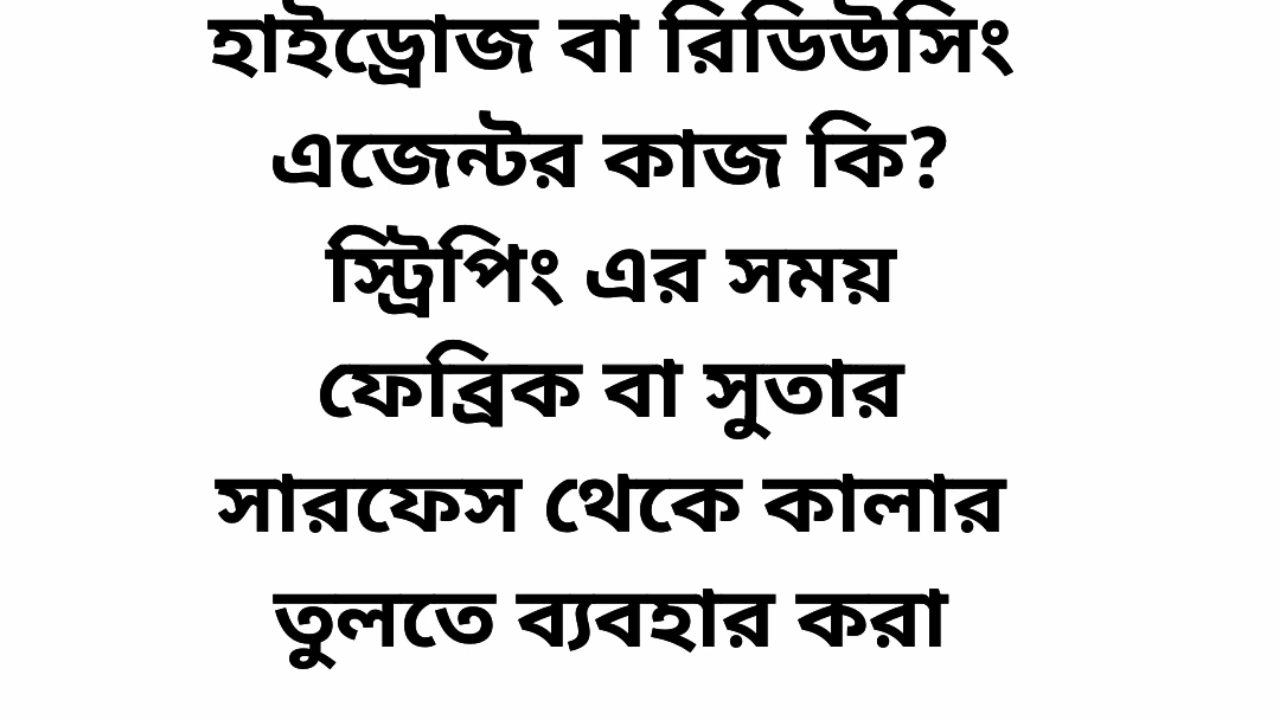 হাইড্রোজ বা রিডিউসিং
এজেন্টর কাজ কি?
স্ট্রিপিং এর সময়
ফেব্রিক বা সুতার
সারফেস থেকে কালার
তুলতে ব্যবহার করা